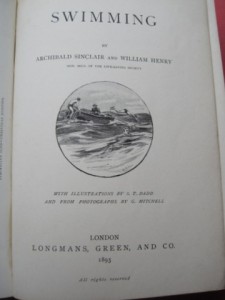 SWIMMING
BY
ARCHIBALD SINCLAIR AND WILLIAM HENRY
WITH ILLUSTRATIONS BY S. T. DADD
AND FROM PHOTOGRAPHS BY G. MITCHELL
LONDON
LONGMANS, GREEN, AND CO.
1893
All rights reserved